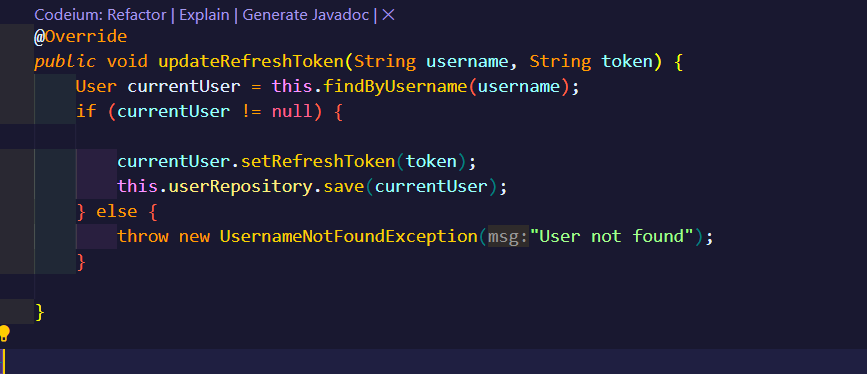 Codeium: Refactor | Explain | Generate Javadoc | ✕
@Override
public void updateRefreshToken(String username, String token) {
User currentUser = this.findByUsername(username);
if (currentUser != null) {
currentUser.setRefreshToken(token);
this.userRepository.save(currentUser);
} else {
throw new UsernameNotFoundException(msg:"User not found");
}
}